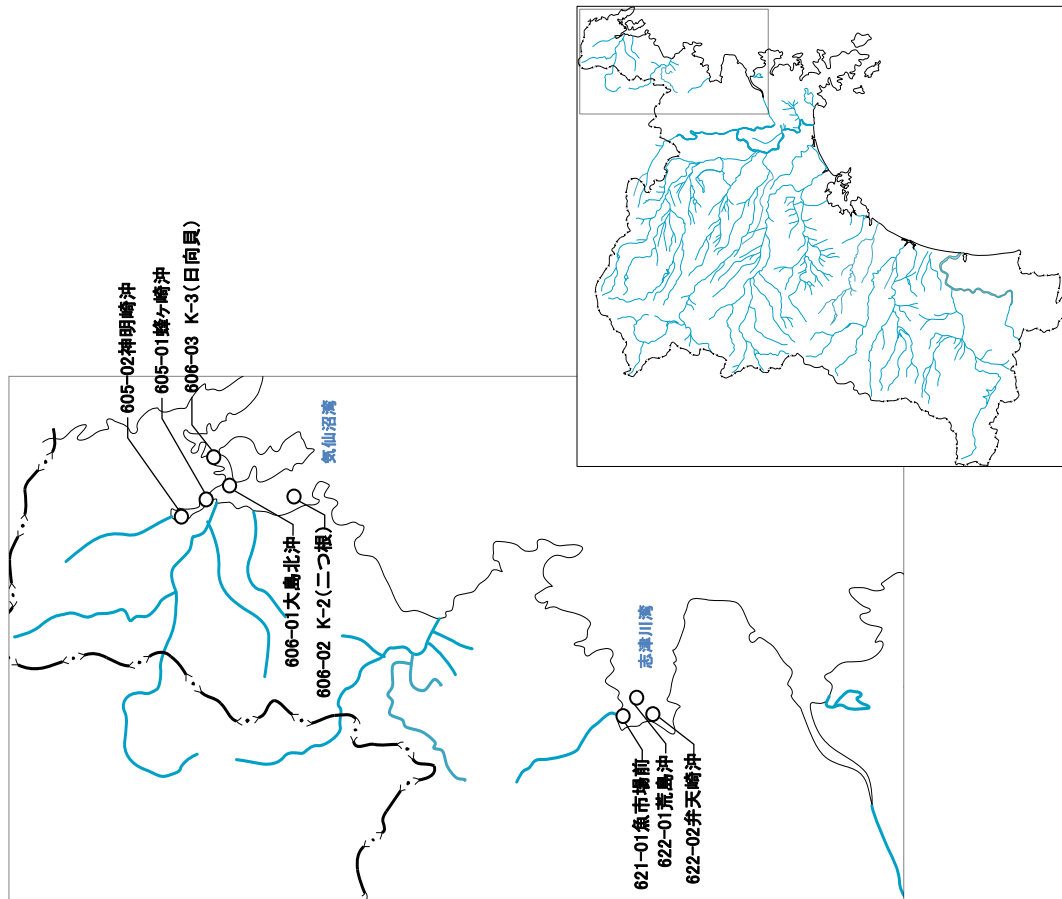 605-02神明崎沖
605-01蜂ヶ崎沖
606-03 K-3(日向貝)
気仙沼湾
606-01大島北沖
606-02 K-2(二つ根)
志津川湾
621-01魚市場前
622-01荒島沖
622-02弁天崎沖